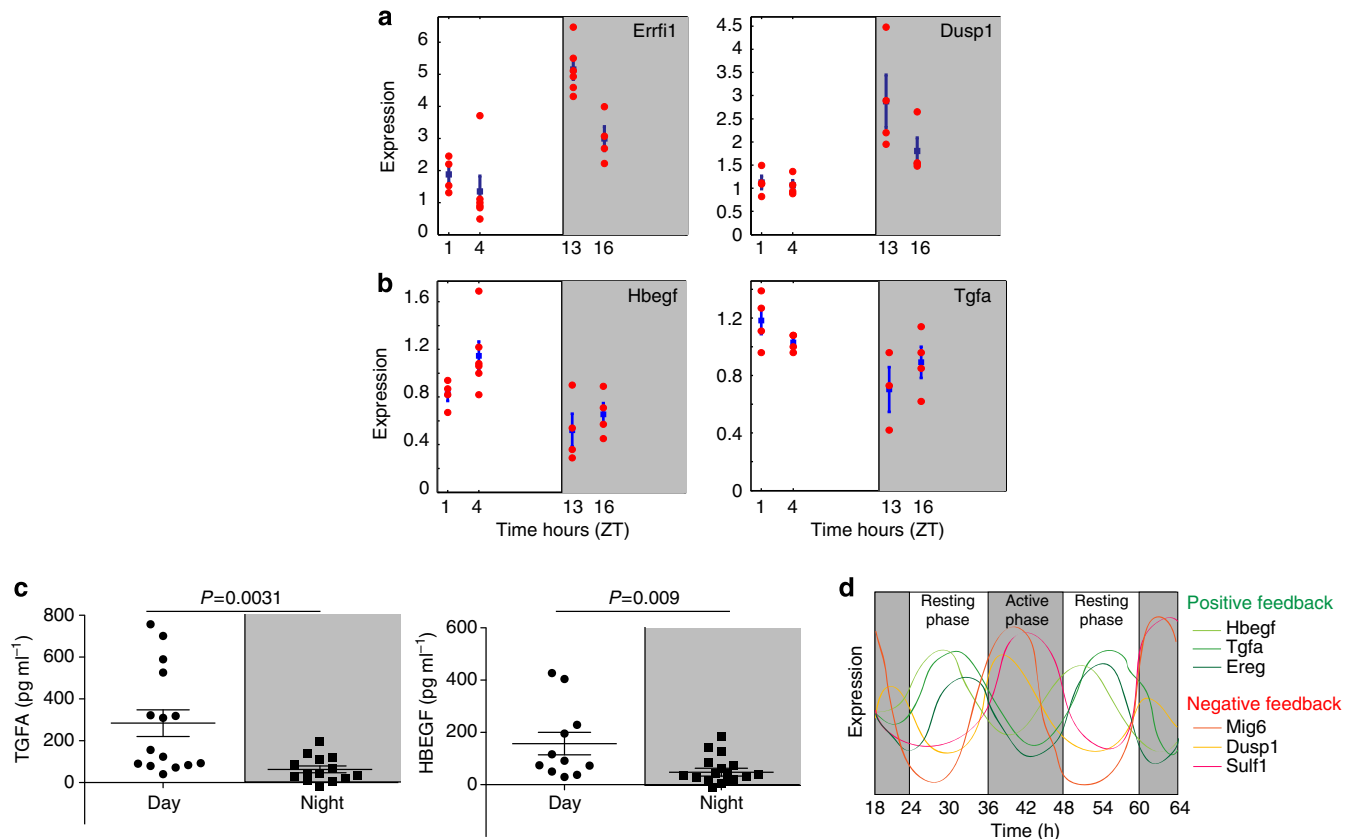 a
Errfi1
Expression
6
5
4
3
2
1
0
1 4 13 16
Dusp1
4.5
4
3.5
3
2.5
2
1.5
1
0.5
0
1 4 13 16
b
Hbegf
Expression
1.6
1.2
0.8
0.4
0
1 4 13 16
Time hours (ZT)
Tgfa
1.2
0.8
0.4
0
1 4 13 16
Time hours (ZT)
c
P=0.0031
TGFA (pg ml−1)
800
600
400
200
0
Day Night
P=0.009
HBEGF (pg ml−1)
600
400
200
0
Day Night
d
Resting phase
Active phase
Resting phase
Expression
18 24 30 36 42 48 54 60 64
Time (h)
Positive feedback
Hbegf
Tgfa
Ereg
Negative feedback
Mig6
Dusp1
Sulf1